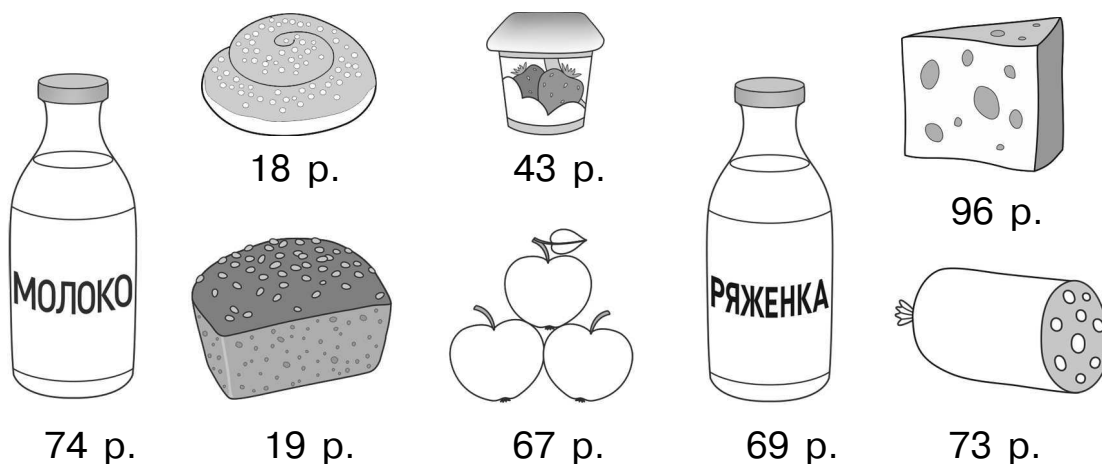 18 р.
43 р.
96 р.
МОЛОКО
РЯЖЕНКА
74 р.
19 р.
67 р.
69 р.
73 р.